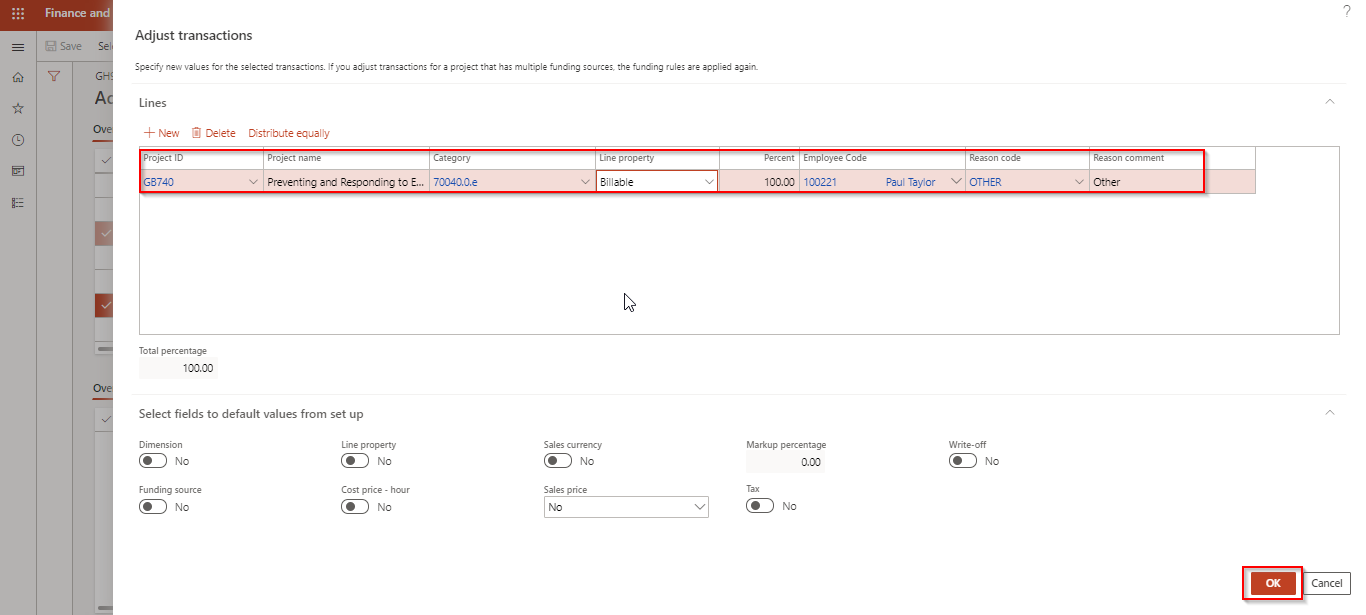 Finance and
?
Save Sele
GHS
Ad
Ove
Ove
Adjust transactions
Specify new values for the selected transactions. If you adjust transactions for a project that has multiple funding sources, the funding rules are applied again.
Lines
New Delete Distribute equally
Project ID Project name Category Line property Percent Employee Code Reason code Reason comment
GB740 Preventing and Responding to E... 70040.0.e Billable 100.00 100221 Paul Taylor OTHER Other
Total percentage
100.00
Select fields to default values from set up
Dimension Line property Sales currency Markup percentage Write-off
No No No 0.00 No
Funding source Cost price - hour Sales price Tax
No No No No
OK Cancel